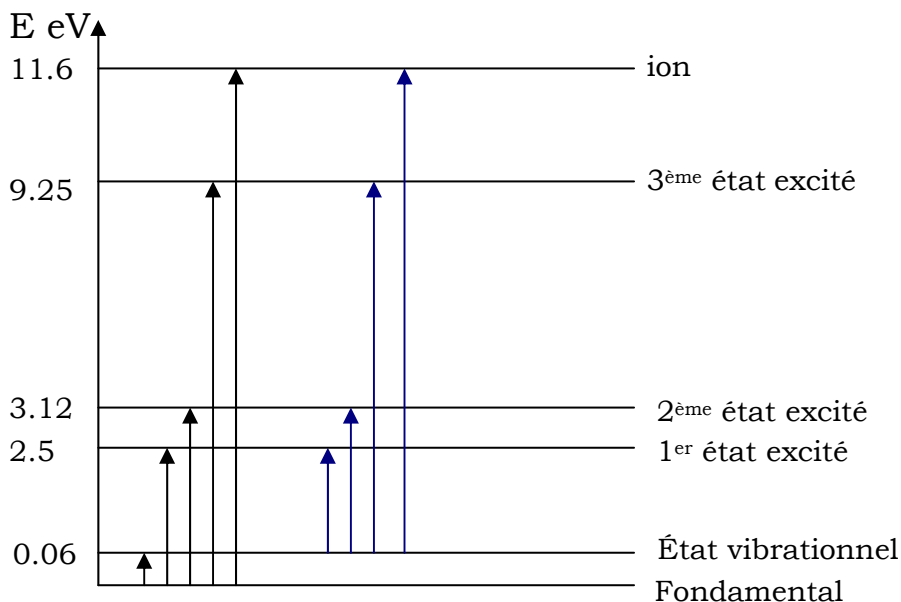 E eV
11.6 ion
9.25 3ème état excité
3.12 2ème état excité
2.5 1er état excité
0.06 État vibrationnel
Fondamental